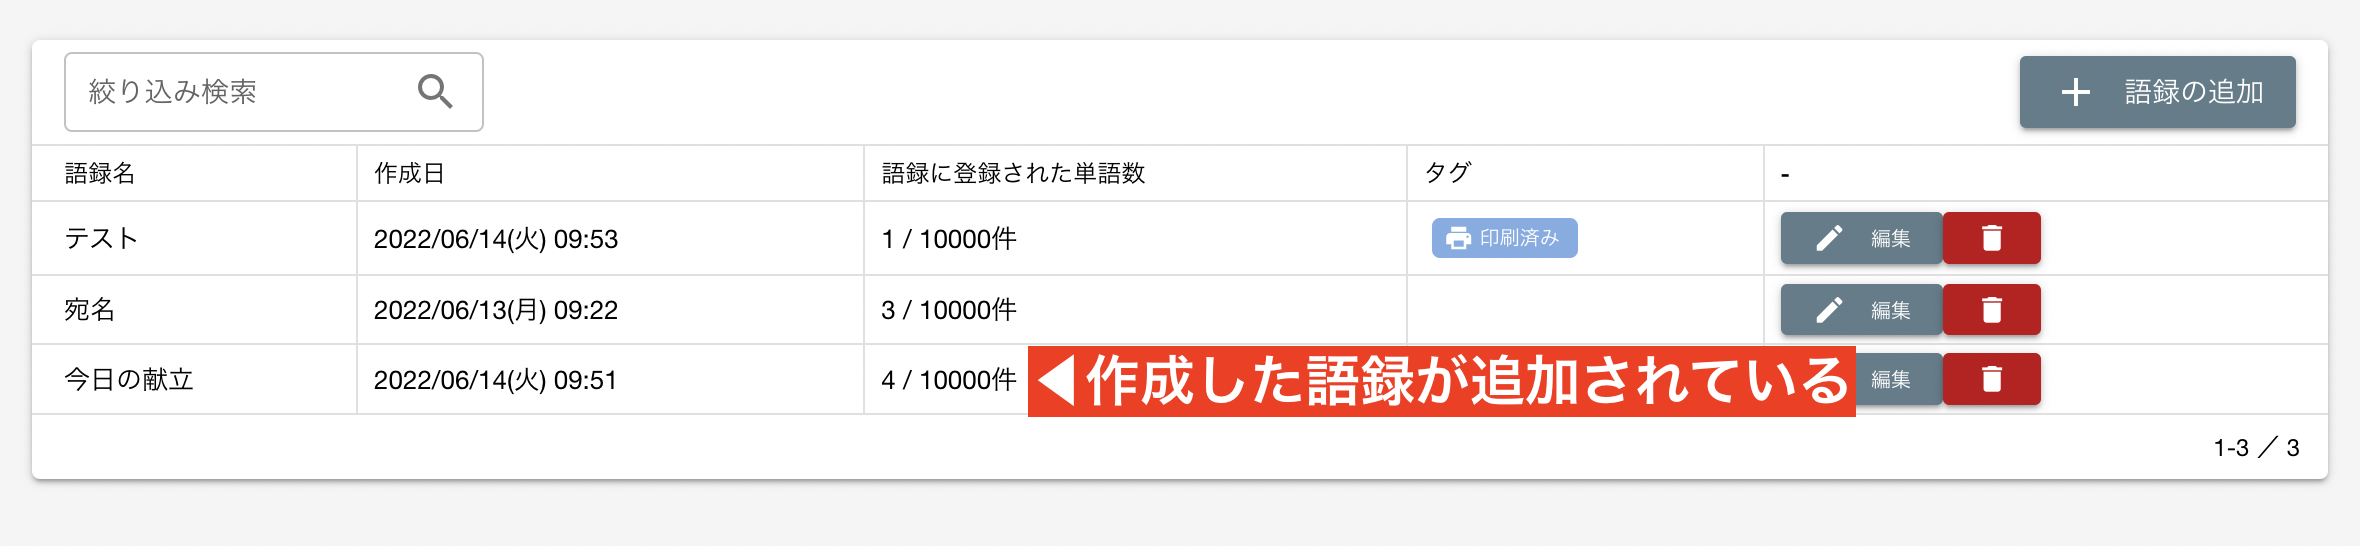 絞り込み検索
+ 語録の追加
語録名 作成日 語録に登録された単語数 タグ -
テスト 2022/06/14(火) 09:53 1 / 10000件 印刷済み 編集
宛名 2022/06/13(月) 09:22 3 / 10000件 編集
今日の献立 2022/06/14(火) 09:51 4 / 10000件 ◀作成した語録が追加されている 編集
1-3 ／ 3